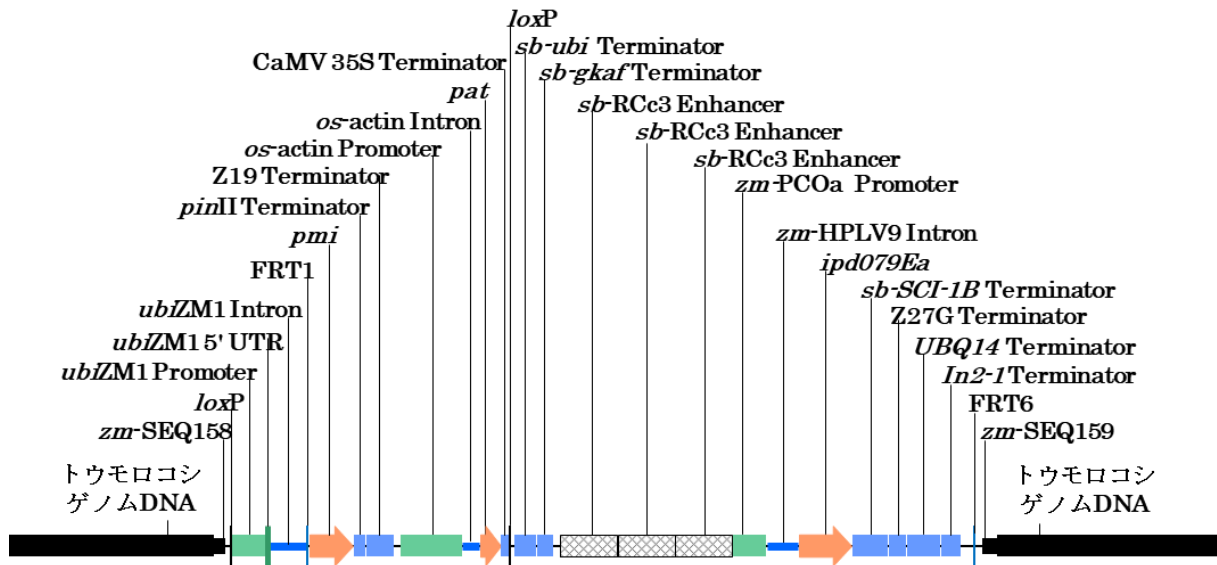 loxP
sb-ubi Terminator
CaMV 35S Terminator
sb-gkaf Terminator
pat
sb-RCc3 Enhancer
os-actin Intron
sb-RCc3 Enhancer
os-actin Promoter
sb-RCc3 Enhancer
Z19 Terminator
zm-PCOa Promoter
pinII Terminator
pmi
zm-HPLV9 Intron
FRT1
ipd079Ea
ubiZM1 Intron
sb-SCI-1B Terminator
Z27G Terminator
ubiZM1 5' UTR
UBQ14 Terminator
ubiZM1 Promoter
In2-1 Terminator
loxP
FRT6
zm-SEQ158
zm-SEQ159
トウモロコシ
ゲノムDNA
トウモロコシ
ゲノムDNA